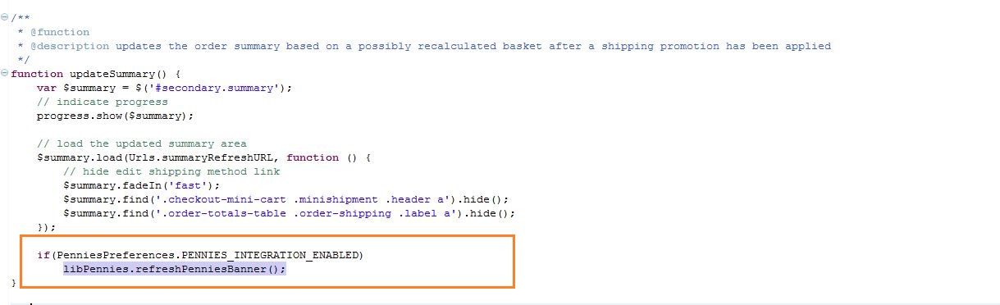 /**
 * @function
 * @description updates the order summary based on a possibly recalculated basket after a shipping promotion has been applied
 */
function updateSummary() {
    var $summary = $('#secondary.summary');
    // indicate progress
    progress.show($summary);

    // load the updated summary area
    $summary.load(Urls.summaryRefreshURL, function () {
        // hide edit shipping method link
        $summary.fadeIn('fast');
        $summary.find('.checkout-mini-cart .minishipment .header a').hide();
        $summary.find('.order-totals-table .order-shipping .label a').hide();
    });

    if(PenniesPreferences.PENNIES_INTEGRATION_ENABLED)
        libPennies.refreshPenniesBanner();
}